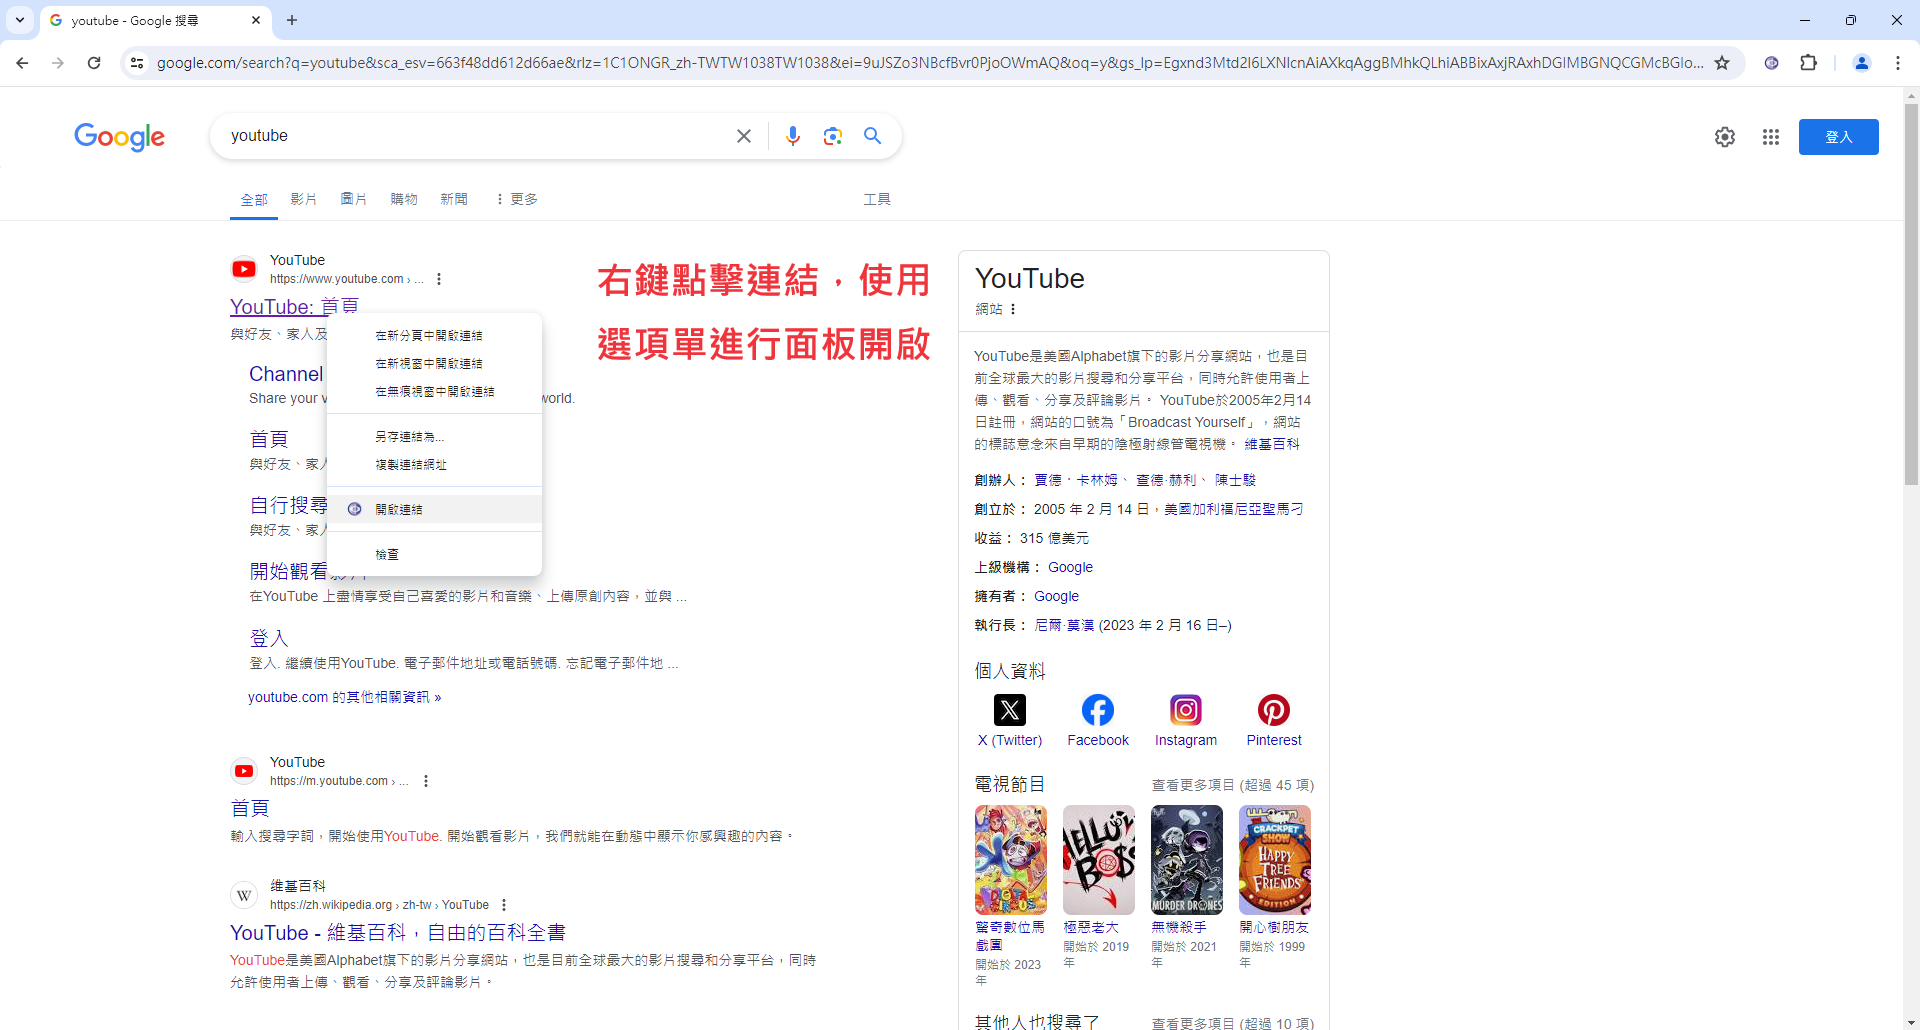 youtube - Google 搜尋
google.com/search?q=youtube&sca_esv=663f48dd612d66ae&rlz=1C1ONGR_zh-TWTW1038TW1038&ei=9uJSZo3NBcfBvr0PjoOWmAQ&oq=y&gs_lp=Egxnd3Mtd2l6LXNlcnAiAXkqAggBMhkQLhiABBixAxjRAxhDGIMBGNQCGMcBGIo...
Google
youtube
登入
全部 影片 圖片 購物 新聞 更多 工具
YouTube
https://www.youtube.com › ...
YouTube: 首頁
與好友、家人及
Channel
Share your v
world.
首頁
與好友、家人
自行搜尋
與好友、家人
開始觀看影片
在YouTube 上盡情享受自己喜愛的影片和音樂、上傳原創內容，並與 ...
登入
登入. 繼續使用YouTube. 電子郵件地址或電話號碼. 忘記電子郵件地 ...
youtube.com 的其他相關資訊 »
在新分頁中開啟連結
在新視窗中開啟連結
在無痕視窗中開啟連結
另存連結為...
複製連結網址
開啟連結
檢查
右鍵點擊連結，使用
選項單進行面板開啟
YouTube
https://m.youtube.com › ...
首頁
輸入搜尋字詞，開始使用YouTube. 開始觀看影片，我們就能在動態中顯示你感興趣的內容。
維基百科
https://zh.wikipedia.org › zh-tw › YouTube
YouTube - 維基百科，自由的百科全書
YouTube是美國Alphabet旗下的影片分享網站，也是目前全球最大的影片搜尋和分享平台，同時
允許使用者上傳、觀看、分享及評論影片。
YouTube
網站
YouTube是美國Alphabet旗下的影片分享網站，也是目
前全球最大的影片搜尋和分享平台，同時允許使用者上
傳、觀看、分享及評論影片。 YouTube於2005年2月14
日註冊，網站的口號為「Broadcast Yourself」，網站
的標誌意念來自早期的陰極射線管電視機。 維基百科
創辦人： 賈德．卡林姆、 查德·赫利、 陳士駿
創立於： 2005 年 2 月 14 日，美國加利福尼亞聖馬刁
收益： 315 億美元
上級機構： Google
擁有者： Google
執行長： 尼爾·莫漢 (2023 年 2 月 16 日–)
個人資料
X (Twitter) Facebook Instagram Pinterest
電視節目 查看更多項目 (超過 45 項)
HELLUVA BOSS
MURDER DRONES
CRACKPET SHOW
HAPPY TREE FRIENDS
EDITION
驚奇數位馬
戲團
開始於 2023
年
極惡老大
開始於 2019
年
無機殺手
開始於 2021
年
開心樹朋友
開始於 1999
年
其他人也搜尋了 查看更多項目 (超過 10 項)